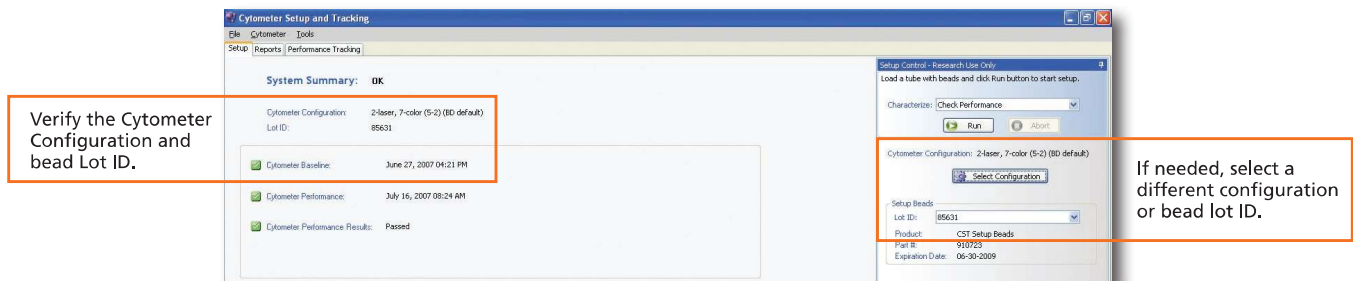 Cytometer Setup and Tracking
File Cytometer Tools
Setup Reports Performance Tracking
System Summary: OK
Cytometer Configuration: 2-laser, 7-color (5-2) (BD default)
Lot ID: 85631
Cytometer Baseline: June 27, 2007 04:21 PM
Cytometer Performance: July 16, 2007 08:24 AM
Cytometer Performance Results: Passed
Verify the Cytometer
Configuration and
bead Lot ID.
Setup Control - Research Use Only
Load a tube with beads and click Run button to start setup.
Characterize: Check Performance
Run Abort
Cytometer Configuration: 2-laser, 7-color (5-2) (BD default)
Select Configuration
Setup Beads
Lot ID: 85631
Product: CST Setup Beads
Part #: 910723
Expiration Date: 06-30-2009
If needed, select a
different configuration
or bead lot ID.